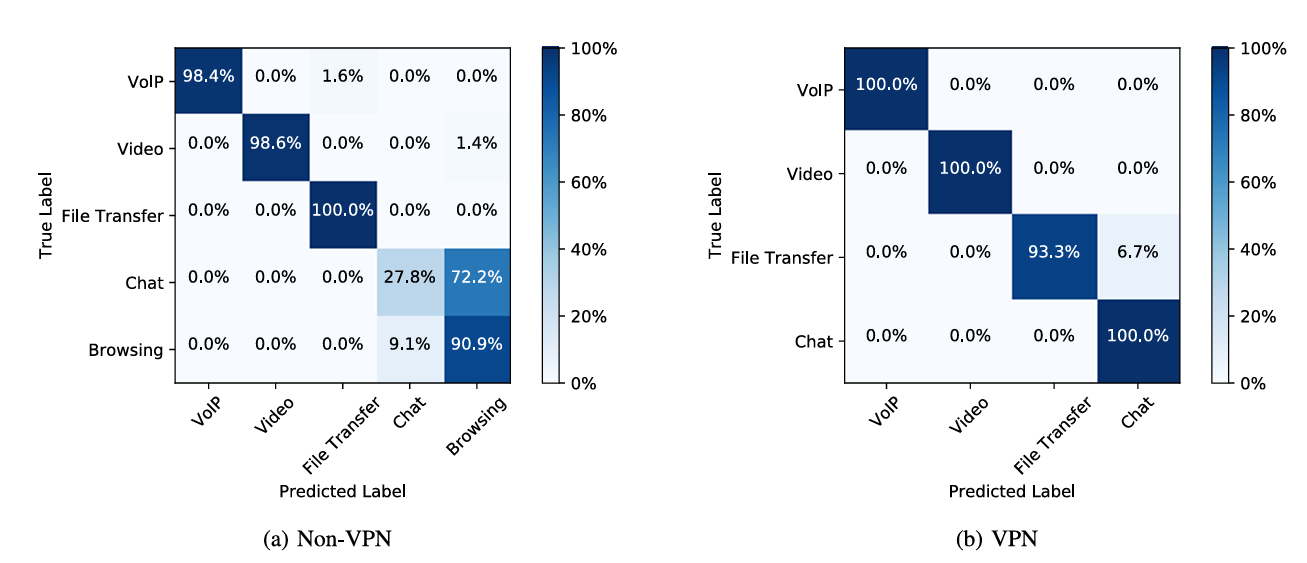 True Label
VoIP 98.4% 0.0% 1.6% 0.0% 0.0%
Video 0.0% 98.6% 0.0% 0.0% 1.4%
File Transfer 0.0% 0.0% 100.0% 0.0% 0.0%
Chat 0.0% 0.0% 0.0% 27.8% 72.2%
Browsing 0.0% 0.0% 0.0% 9.1% 90.9%
VoIP Video File Transfer Chat Browsing
Predicted Label
100%
80%
60%
40%
20%
0%
(a) Non-VPN
True Label
VoIP 100.0% 0.0% 0.0% 0.0%
Video 0.0% 100.0% 0.0% 0.0%
File Transfer 0.0% 0.0% 93.3% 6.7%
Chat 0.0% 0.0% 0.0% 100.0%
VoIP Video File Transfer Chat
Predicted Label
100%
80%
60%
40%
20%
0%
(b) VPN